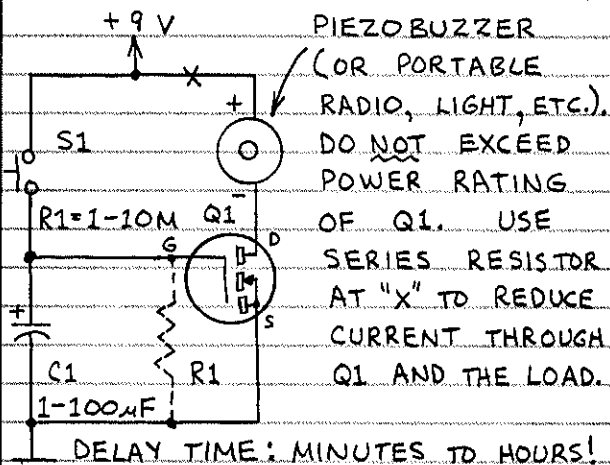 +9 V
PIEZO BUZZER
(OR PORTABLE
RADIO, LIGHT, ETC.).
DO NOT EXCEED
POWER RATING
OF Q1. USE
SERIES RESISTOR
AT "X" TO REDUCE
CURRENT THROUGH
Q1 AND THE LOAD.
X
+
S1
-
R1=1-10M
Q1
G
D
S
+
C1
R1
1-100µF
DELAY TIME: MINUTES TO HOURS!